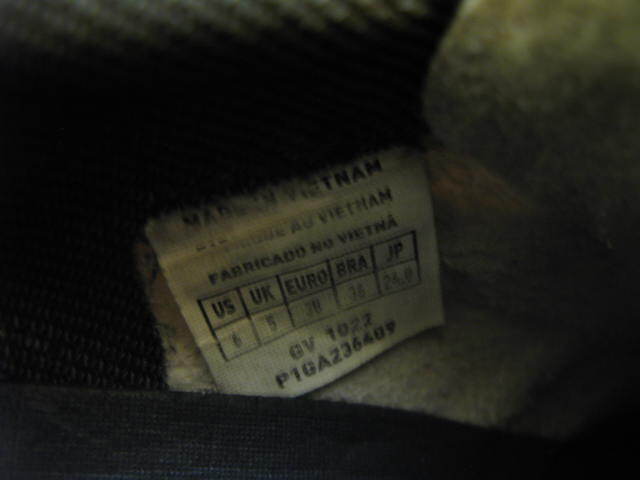 MADE IN VIETNAM
FABRIQUE AU VIETNAM
FABRICADO NO VIETNÃ
US UK EURO BRA JP
6 5 38 36 24.0
GV 1022
P1GA236409